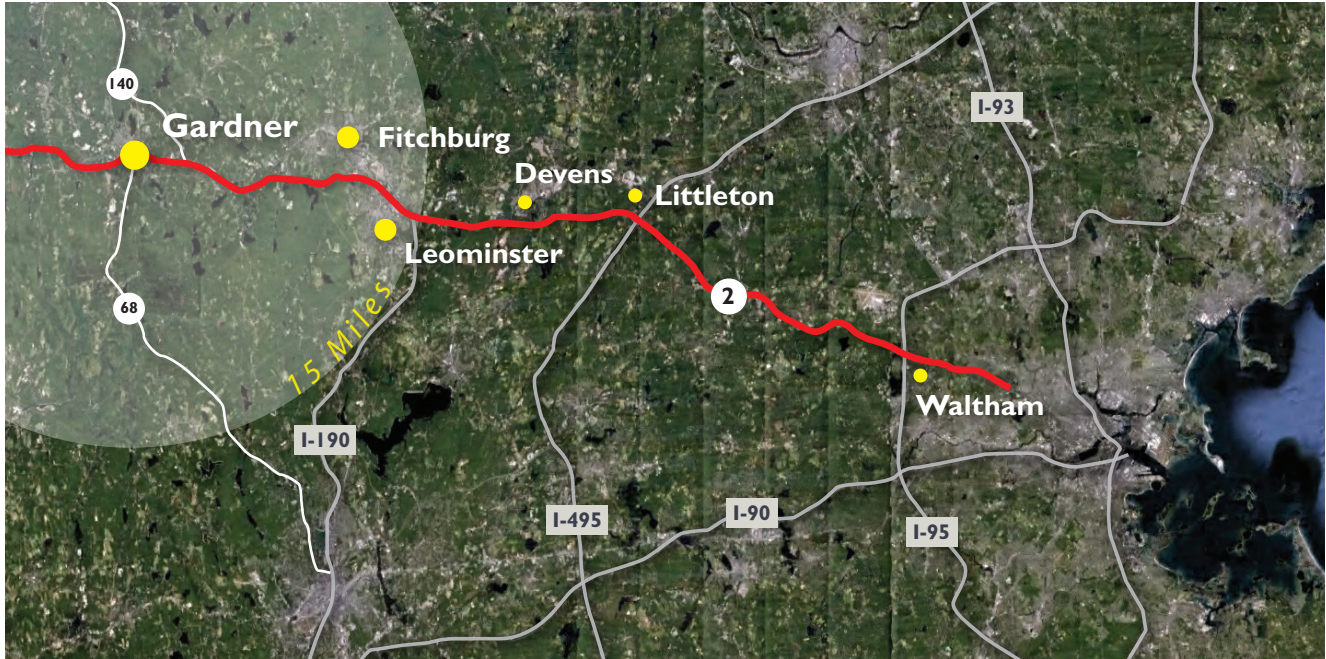 140
Gardner
Fitchburg
Devens
Littleton
Leominster
I-93
2
68
15 Miles
Waltham
I-190
I-495
I-90
I-95